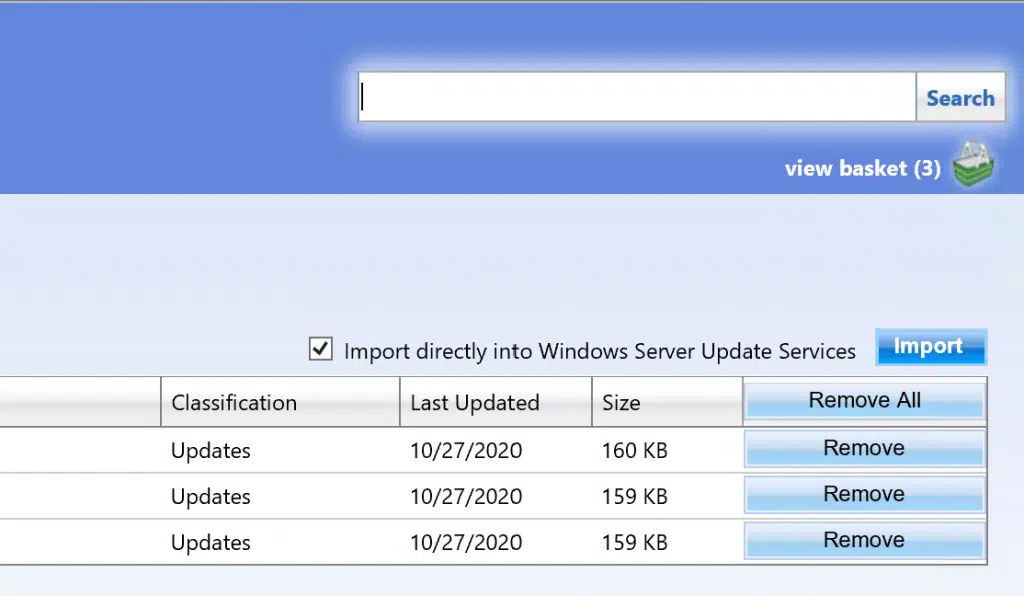 Search
view basket (3)
Import directly into Windows Server Update Services Import
Classification Last Updated Size Remove All
Updates 10/27/2020 160 KB Remove
Updates 10/27/2020 159 KB Remove
Updates 10/27/2020 159 KB Remove